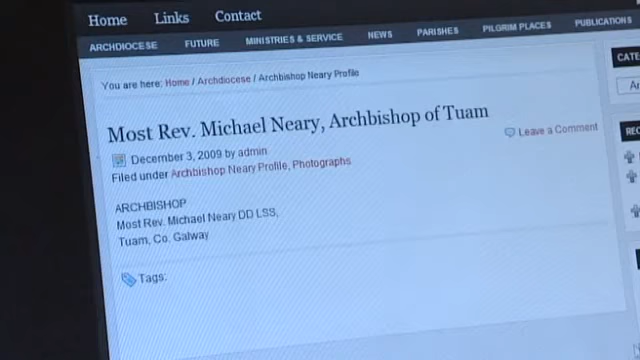 Home Links Contact
ARCHDIOCESE FUTURE MINISTRIES & SERVICE NEWS PARISHES PILGRIM PLACES PUBLICATIONS
You are here: Home / Archdiocese / Archbishop Neary Profile
CATE
Most Rev. Michael Neary, Archbishop of Tuam
December 3, 2009 by admin
Leave a Comment
Filed under Archbishop Neary Profile, Photographs
ARCHBISHOP
Most Rev. Michael Neary DD LSS,
Tuam, Co. Galway
Tags: